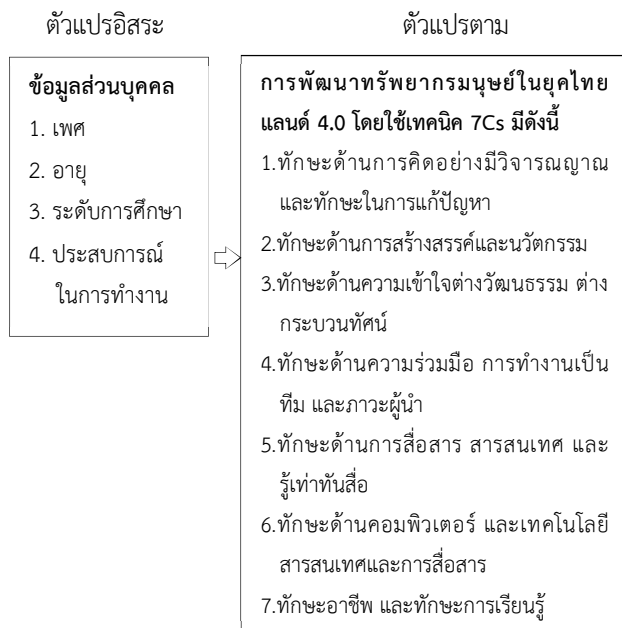 ตัวแปรอิสระ
ข้อมูลส่วนบุคคล
1. เพศ
2. อายุ
3. ระดับการศึกษา
4. ประสบการณ์
ในการทำงาน
ตัวแปรตาม
การพัฒนาทรัพยากรมนุษย์ในยุคไทย
แลนด์ 4.0 โดยใช้เทคนิค 7Cs มีดังนี้
1.ทักษะด้านการคิดอย่างมีวิจารณญาณ
และทักษะในการแก้ปัญหา
2.ทักษะด้านการสร้างสรรค์และนวัตกรรม
3.ทักษะด้านความเข้าใจต่างวัฒนธรรม ต่าง
กระบวนทัศน์
4.ทักษะด้านความร่วมมือ การทำงานเป็น
ทีม และภาวะผู้นำ
5.ทักษะด้านการสื่อสาร สารสนเทศ และ
รู้เท่าทันสื่อ
6.ทักษะด้านคอมพิวเตอร์ และเทคโนโลยี
สารสนเทศและการสื่อสาร
7.ทักษะอาชีพ และทักษะการเรียนรู้